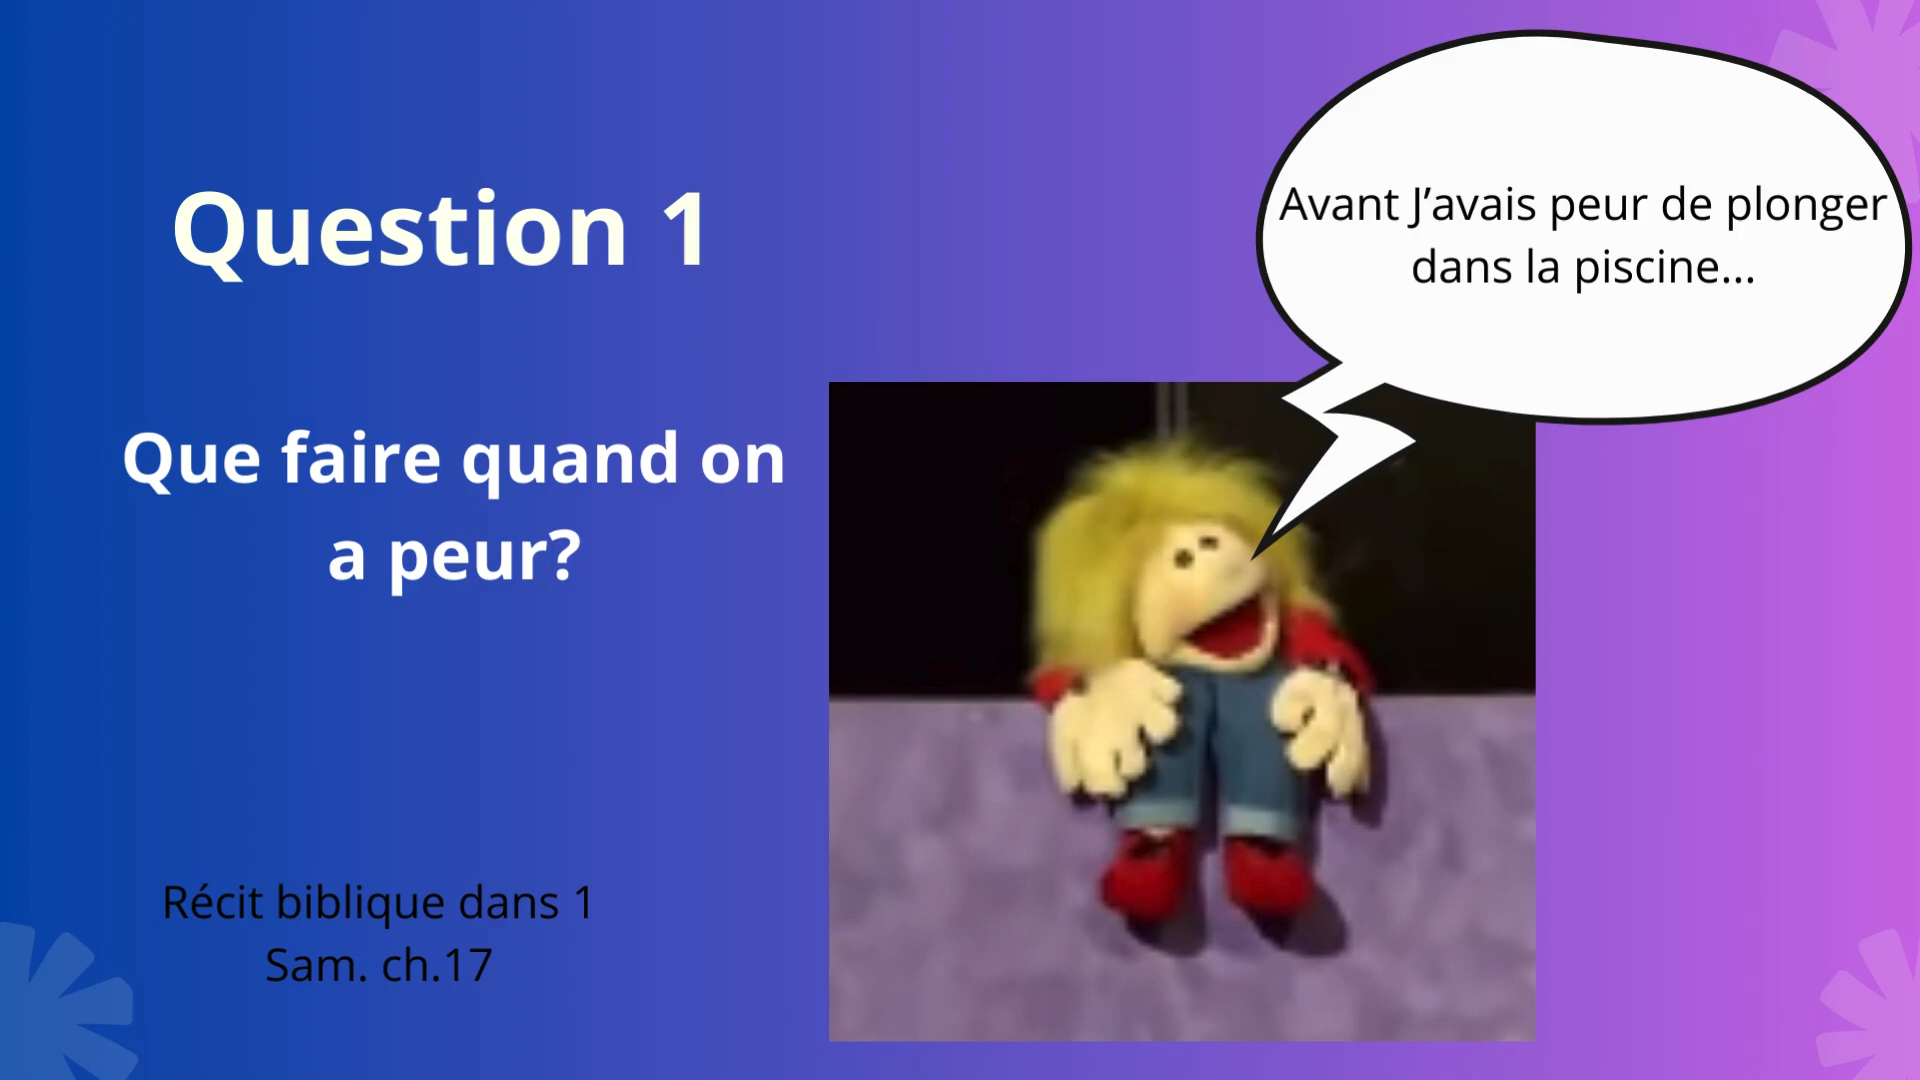 Question 1
Avant J’avais peur de plonger
dans la piscine...
Que faire quand on
a peur?
Récit biblique dans 1
Sam. ch.17